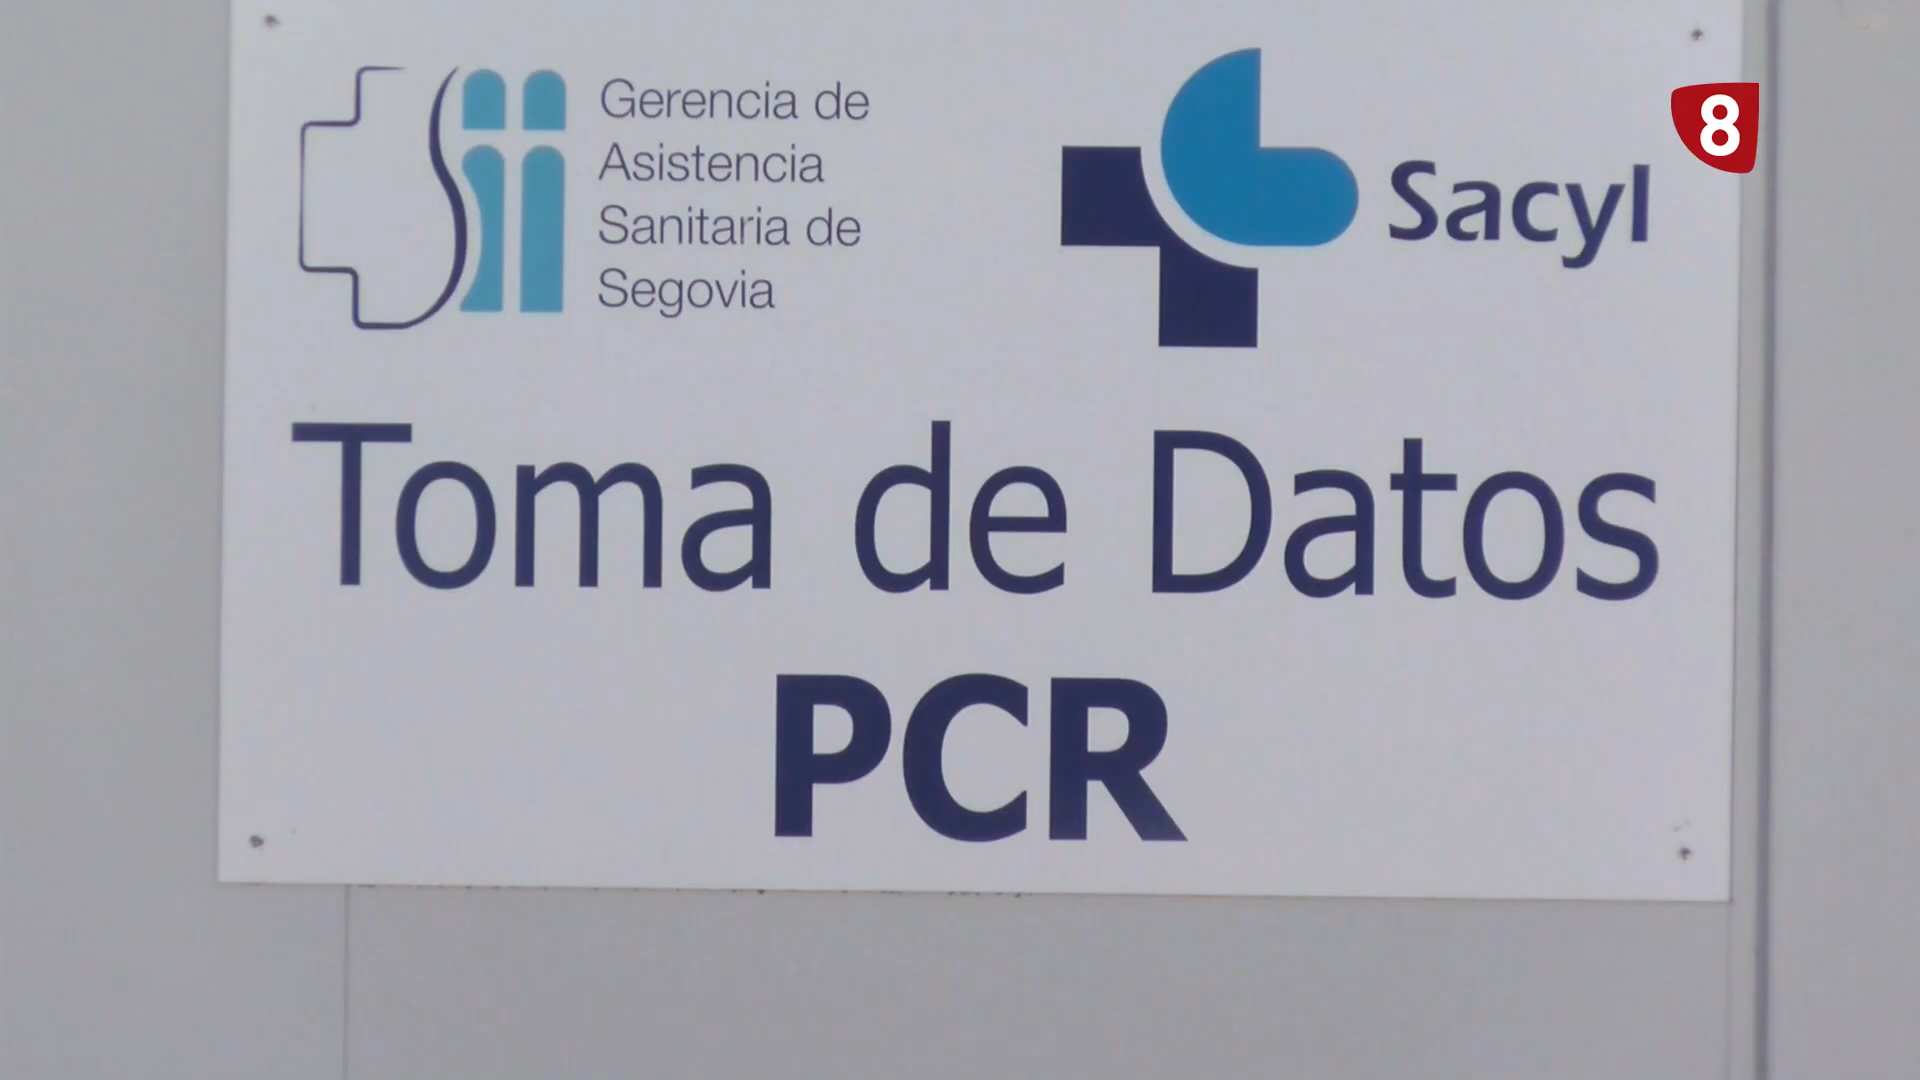 Gerencia de
Asistencia
Sanitaria de
Segovia
Sacyl
8
Toma de Datos
PCR